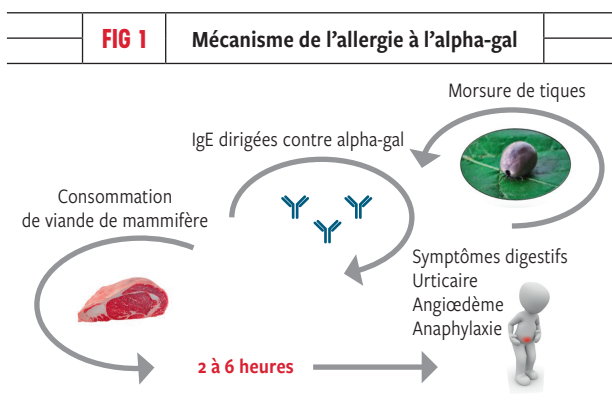 FIG 1
Mécanisme de l’allergie à l’alpha-gal
Morsure de tiques
IgE dirigées contre alpha-gal
Consommation
de viande de mammifère
Symptômes digestifs
Urticaire
Angiœdème
Anaphylaxie
2 à 6 heures